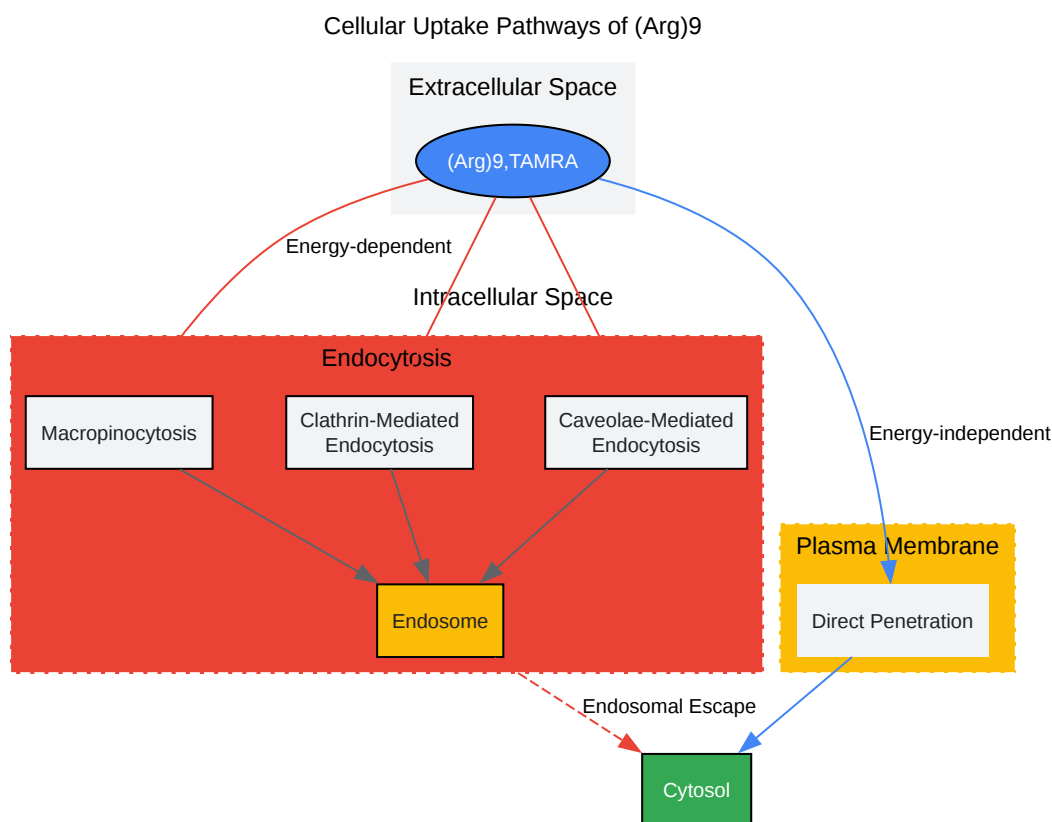 Cellular Uptake Pathways of (Arg)9
Extracellular Space
(Arg)9,TAMRA
Energy-dependent
Intracellular Space
Endocytosis
Macropinocytosis
Clathrin-Mediated
Endocytosis
Caveolae-Mediated
Endocytosis
Energy-independent
Plasma Membrane
Endosome
Direct Penetration
Endosomal Escape
Cytosol